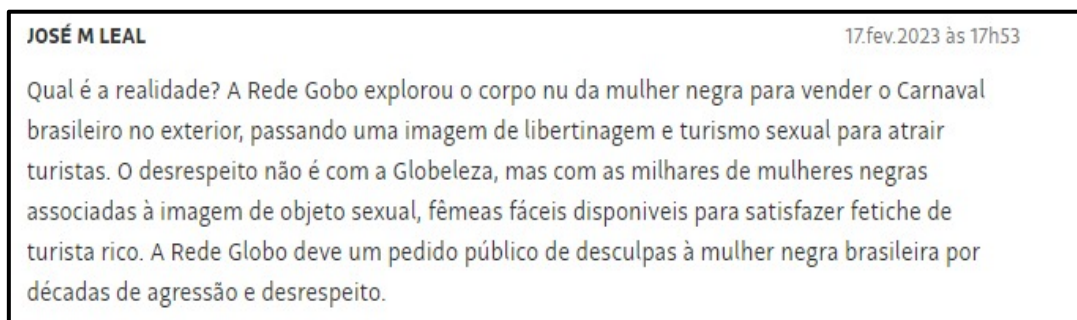 JOSÉ M LEAL 17.fev.2023 às 17h53
Qual é a realidade? A Rede Gobo explorou o corpo nu da mulher negra para vender o Carnaval
brasileiro no exterior, passando uma imagem de libertinagem e turismo sexual para atrair
turistas. O desrespeito não é com a Globeleza, mas com as milhares de mulheres negras
associadas à imagem de objeto sexual, fêmeas fáceis disponiveis para satisfazer fetiche de
turista rico. A Rede Globo deve um pedido público de desculpas à mulher negra brasileira por
décadas de agressão e desrespeito.